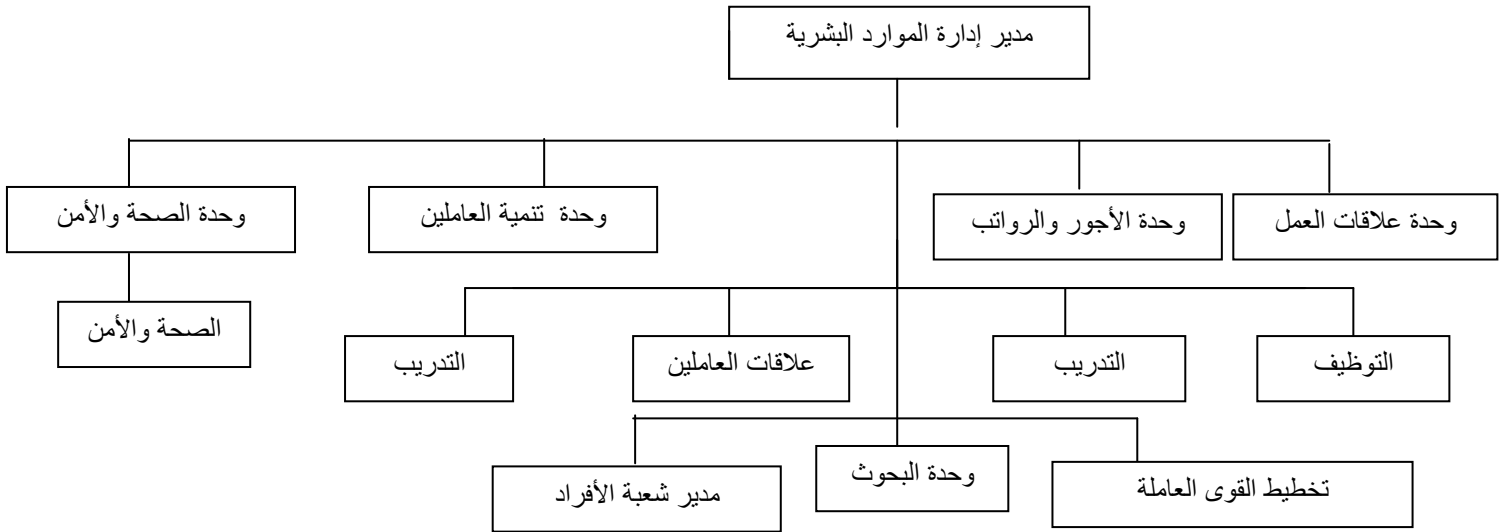 مدير إدارة الموارد البشرية
وحدة علاقات العمل
وحدة الأجور والرواتب
وحدة تنمية العاملين
وحدة الصحة والأمن
الصحة والأمن
التوظيف
التدريب
علاقات العاملين
التدريب
تخطيط القوى العاملة
وحدة البحوث
مدير شعبة الأفراد